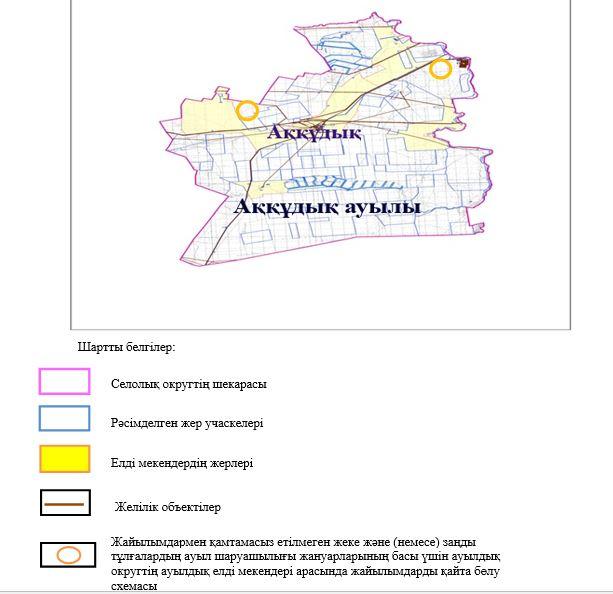 Аққұдық
Аққұдық ауылы
Шартты белгілер:
Селолық округтің шекарасы
Рәсімделген жер учаскелері
Елді мекендердің жерлері
Желілік объектілер
Жайылымдармен қамтамасыз етілмеген жеке және (немесе) заңды
тұлғалардың ауыл шаруашылығы жануарларының басы үшін ауылдық
округтің ауылдық елді мекендері арасында жайылымдарды қайта бөлу
схемасы